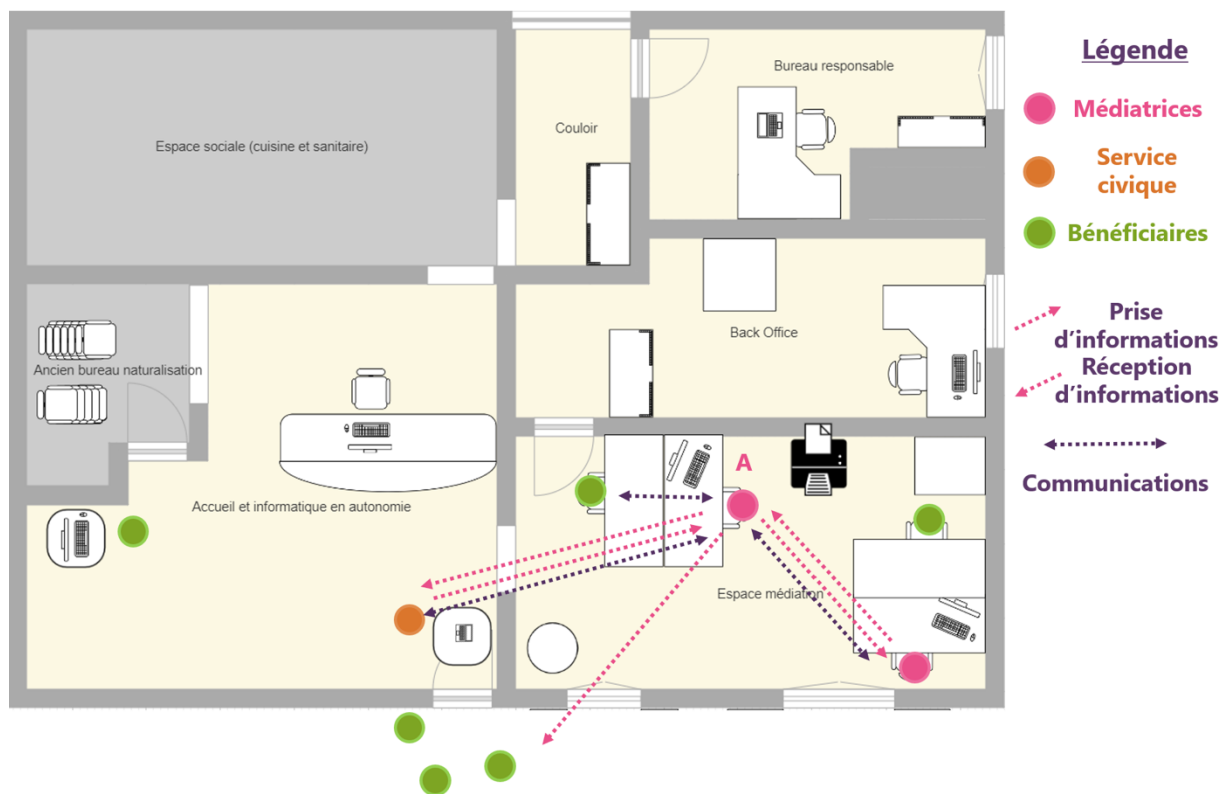 Légende
Médiatrices
Service
civique
Bénéficiaires
Prise
d'informations
Réception
d'informations
Communications
Bureau responsable
Couloir
Espace sociale (cuisine et sanitaire)
Back Office
Ancien bureau naturalisation
A
Accueil et informatique en autonomie
Espace médiation